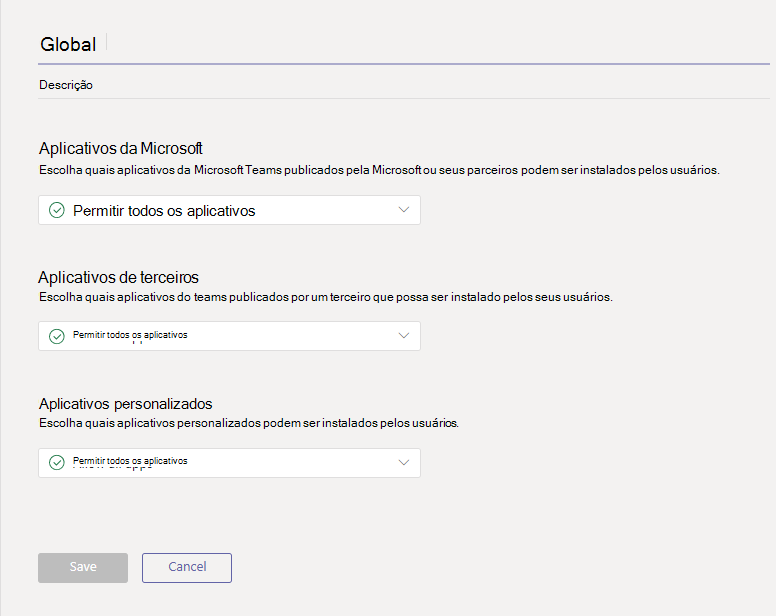 Global
Descrição
Aplicativos da Microsoft
Escolha quais aplicativos da Microsoft Teams publicados pela Microsoft ou seus parceiros podem ser instalados pelos usuários.
Permitir todos os aplicativos
Aplicativos de terceiros
Escolha quais aplicativos do teams publicados por um terceiro que possa ser instalado pelos seus usuários.
Permitir todos os aplicativos
Aplicativos personalizados
Escolha quais aplicativos personalizados podem ser instalados pelos usuários.
Permitir todos os aplicativos
Save Cancel